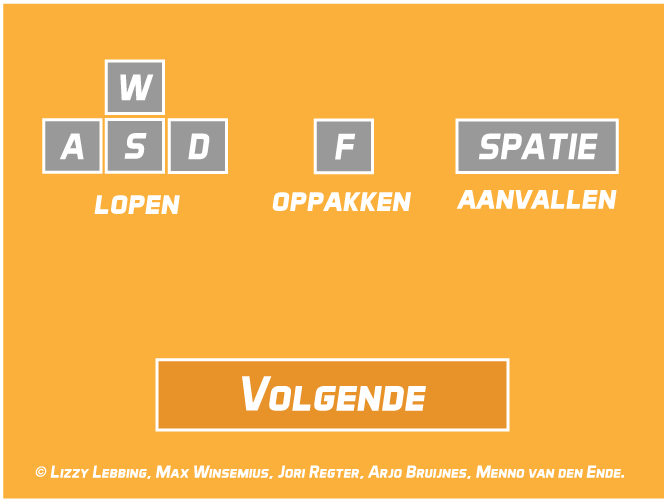 W
A S D F SPATIE
LOPEN OPPAKKEN AANVALLEN
VOLGENDE
© LIZZY LEBBING, MAX WINSEMIUS, JORI REGTER, ARJO BRUIJNES, MENNO VAN DEN ENDE.